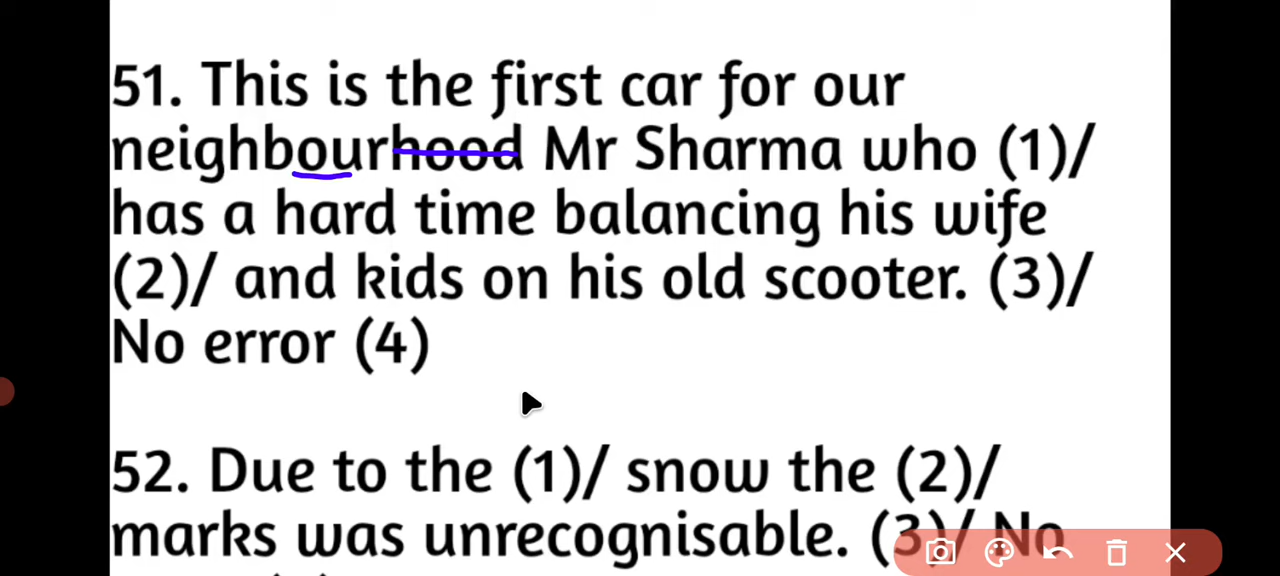 51. This is the first car for our
neighbourhood Mr Sharma who (1)/
has a hard time balancing his wife
(2)/ and kids on his old scooter. (3)/
No error (4)
52. Due to the (1)/ snow the (2)/
marks was unrecognisable. (3)/ No